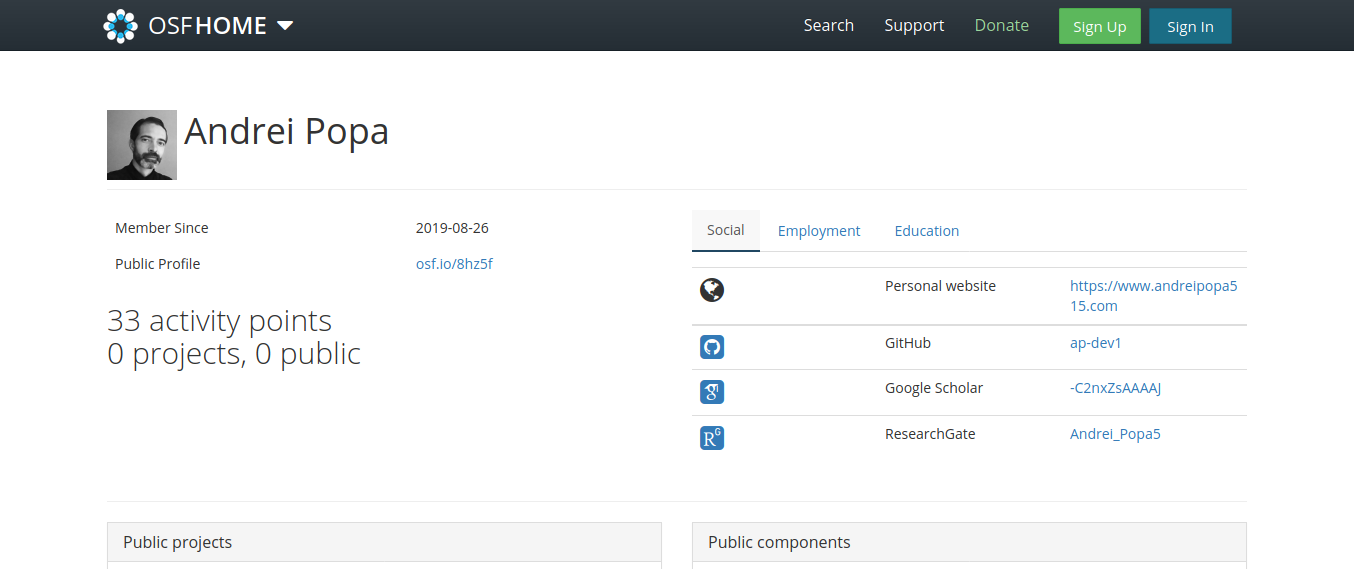 OSFHOME
Search Support Donate Sign Up Sign In
Andrei Popa
Member Since 2019-08-26
Public Profile osf.io/8hz5f
33 activity points
0 projects, 0 public
Social Employment Education
Personal website https://www.andreipopa5
15.com
GitHub ap-dev1
Google Scholar -C2nxZsAAAAJ
ResearchGate Andrei_Popa5
Public projects
Public components